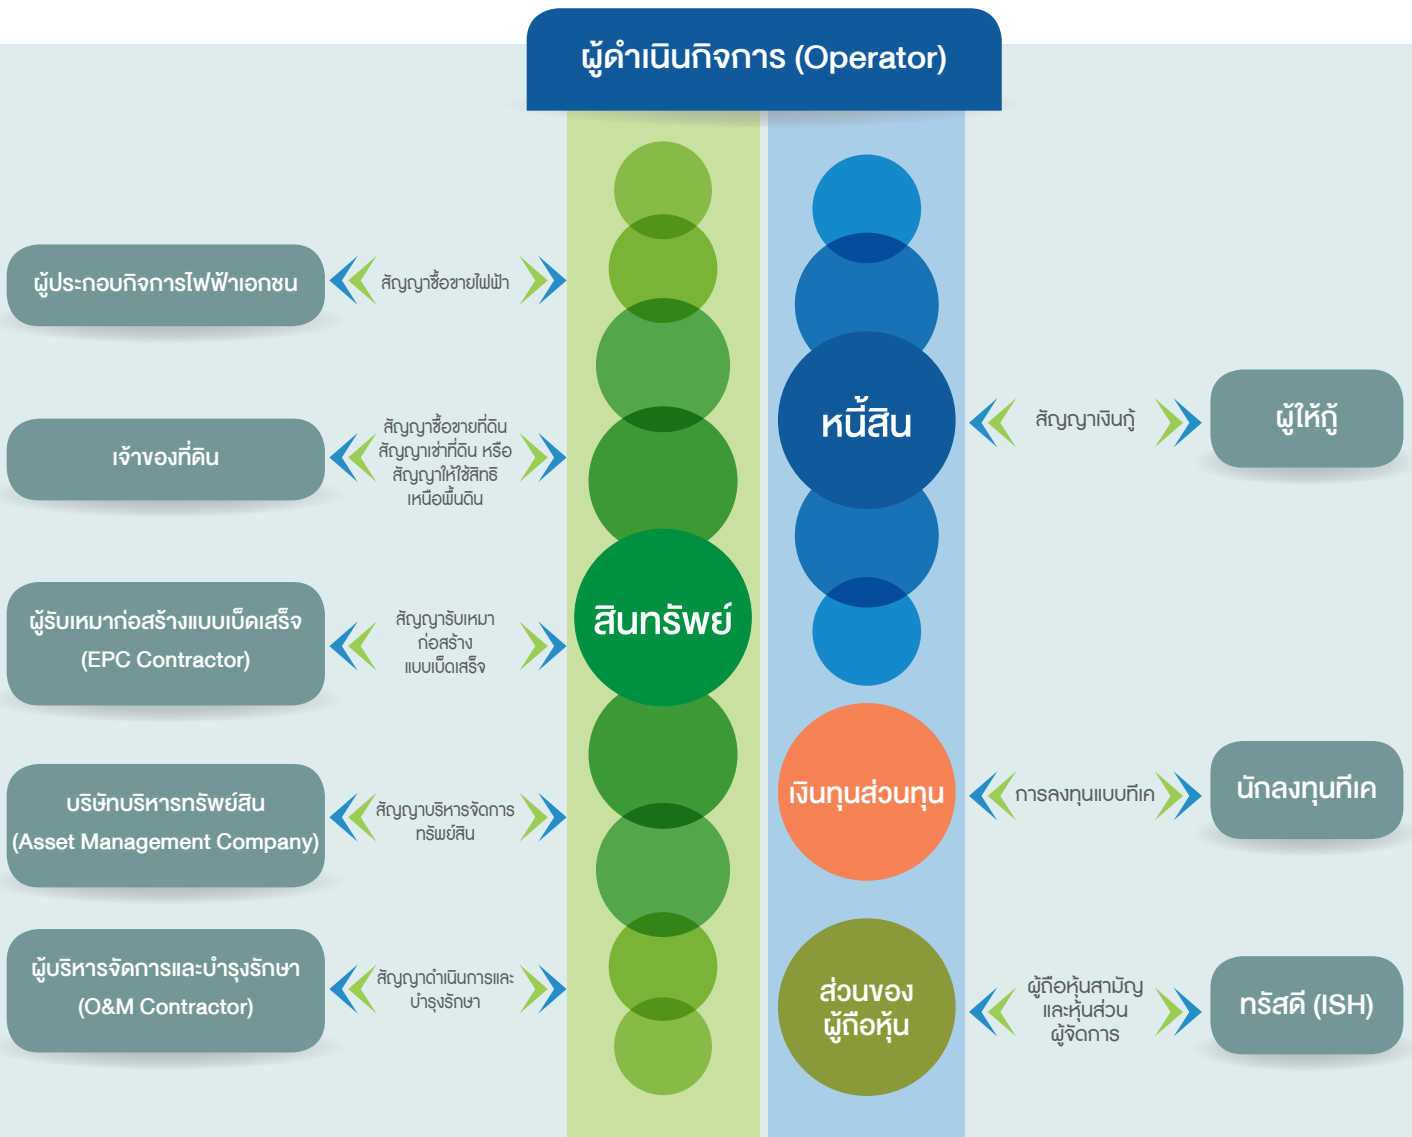 ผู้ดำเนินกิจการ (Operator)
ผู้ประกอบกิจการไฟฟ้าเอกชน
สัญญาซื้อขายไฟฟ้า
เจ้าของที่ดิน
สัญญาซื้อขายที่ดิน
สัญญาเช่าที่ดิน หรือ
สัญญาให้ใช้สิทธิ
เหนือพื้นดิน
ผู้รับเหมาก่อสร้างแบบเบ็ดเสร็จ
(EPC Contractor)
สัญญารับเหมา
ก่อสร้าง
แบบเบ็ดเสร็จ
บริษัทบริหารทรัพย์สิน
(Asset Management Company)
สัญญาบริหารจัดการ
ทรัพย์สิน
ผู้บริหารจัดการและบำรุงรักษา
(O&M Contractor)
สัญญาดำเนินการและ
บำรุงรักษา
สินทรัพย์
หนี้สิน
สัญญาเงินกู้
ผู้ให้กู้
เงินทุนส่วนทุน
การลงทุนแบบทีเค
นักลงทุนทีเค
ส่วนของ
ผู้ถือหุ้น
ผู้ถือหุ้นสามัญ
และหุ้นส่วน
ผู้จัดการ
ทรัสตี (ISH)